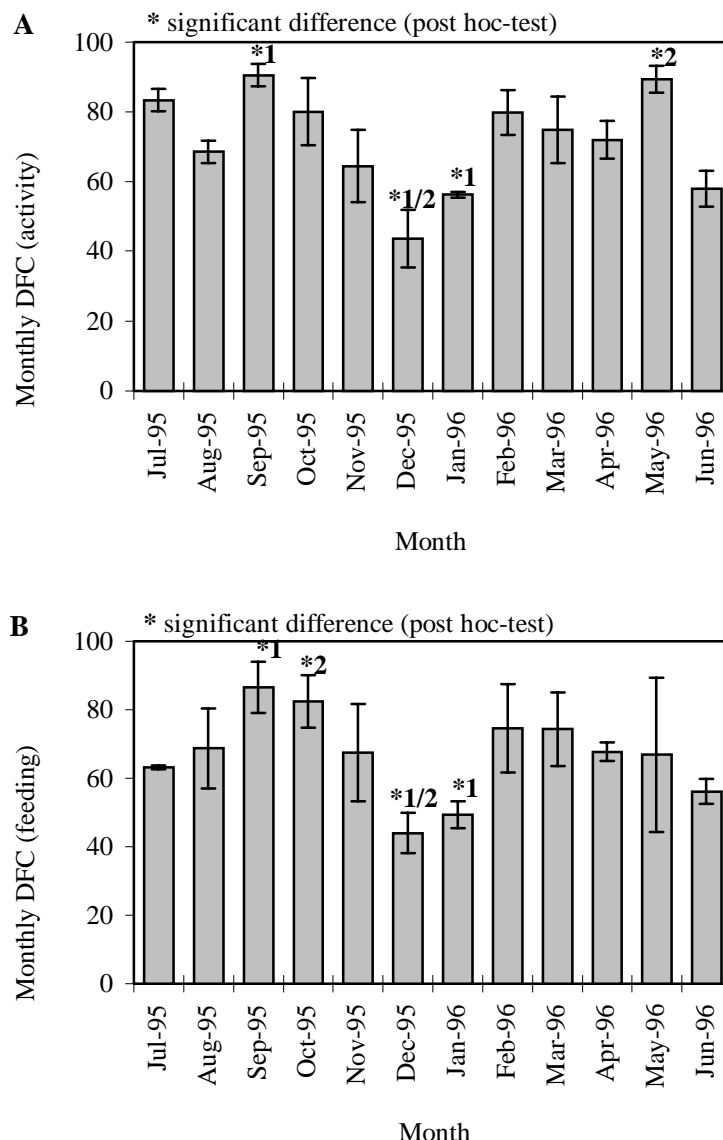 A
* significant difference (post hoc-test)
Monthly DFC (activity)
100
80
60
40
20
0
*1
*1/2
*1
*2
Jul-95
Aug-95
Sep-95
Oct-95
Nov-95
Dec-95
Jan-96
Feb-96
Mar-96
Apr-96
May-96
Jun-96
Month
B
* significant difference (post hoc-test)
Monthly DFC (feeding)
100
80
60
40
20
0
*1
*2
*1/2
*1
Jul-95
Aug-95
Sep-95
Oct-95
Nov-95
Dec-95
Jan-96
Feb-96
Mar-96
Apr-96
May-96
Jun-96
Month